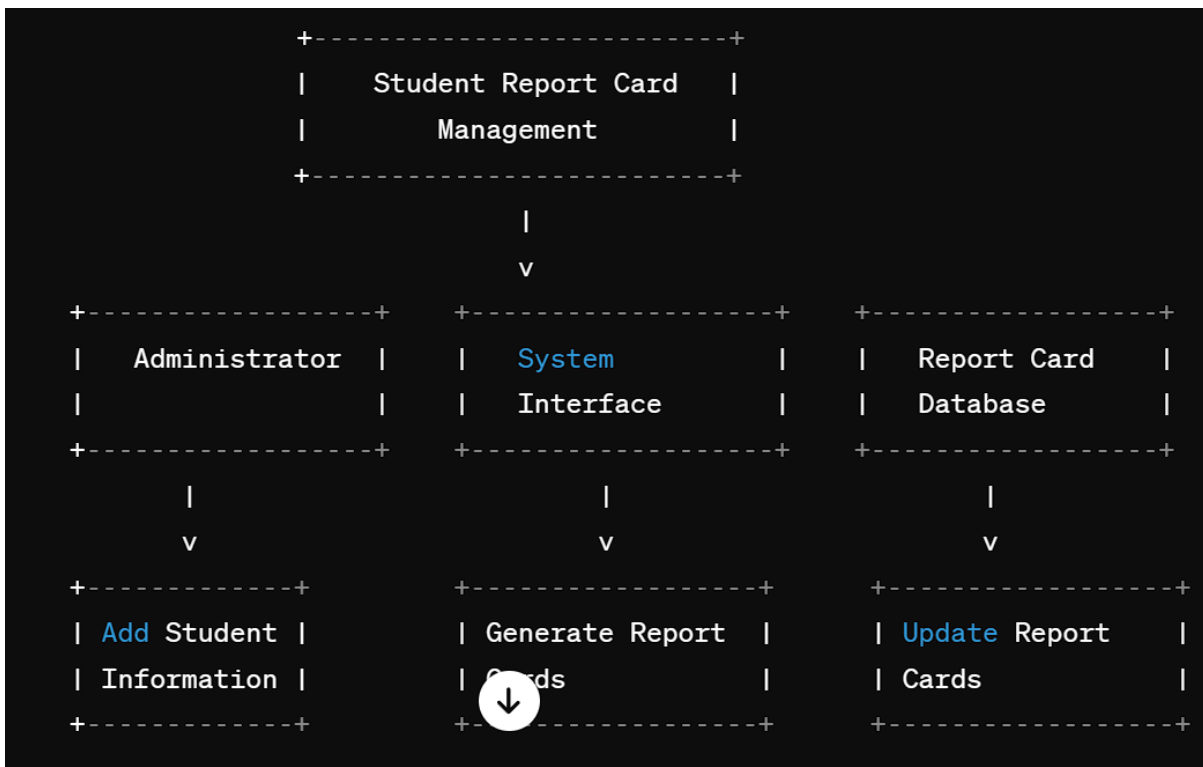 +--------------------------+
| Student Report Card |
| Management |
+--------------------------+
|
v
+------------------+ +-------------------+ +------------------+
| Administrator | | System | | Report Card |
| | | Interface | | Database |
+------------------+ +-------------------+ +------------------+
| | |
v v v
+-------------+ +------------------+ +-------------------+
| Add Student | | Generate Report | | Update Report |
| Information | | | | Cards |
+-------------+ +------------------+ +-------------------+